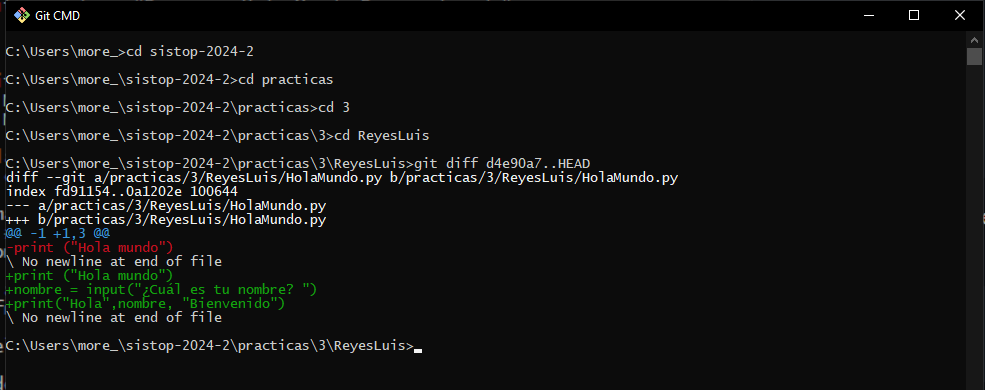 Git CMD
C:\Users\more_>cd sistop-2024-2
C:\Users\more_\sistop-2024-2>cd practicas
C:\Users\more_\sistop-2024-2\practicas>cd 3
C:\Users\more_\sistop-2024-2\practicas\3>cd ReyesLuis
C:\Users\more_\sistop-2024-2\practicas\3\ReyesLuis>git diff d4e90a7..HEAD
diff --git a/practicas/3/ReyesLuis/HolaMundo.py b/practicas/3/ReyesLuis/HolaMundo.py
index fd91154..0a1202e 100644
--- a/practicas/3/ReyesLuis/HolaMundo.py
+++ b/practicas/3/ReyesLuis/HolaMundo.py
@@ -1 +1,3 @@
-print ("Hola mundo")
\ No newline at end of file
+print ("Hola mundo")
+nombre = input("¿Cuál es tu nombre? ")
+print("Hola",nombre, "Bienvenido")
\ No newline at end of file
C:\Users\more_\sistop-2024-2\practicas\3\ReyesLuis>